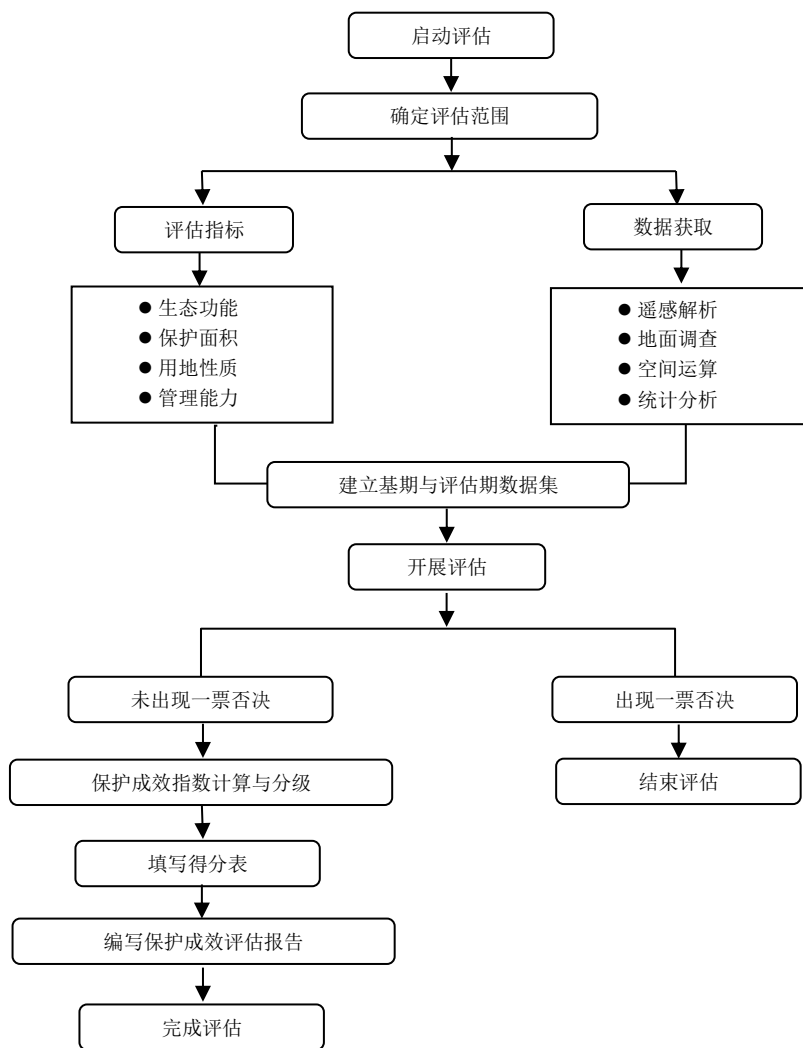 启动评估
确定评估范围
评估指标
数据获取
● 生态功能
● 保护面积
● 用地性质
● 管理能力
● 遥感解析
● 地面调查
● 空间运算
● 统计分析
建立基期与评估期数据集
开展评估
未出现一票否决
出现一票否决
保护成效指数计算与分级
结束评估
填写得分表
编写保护成效评估报告
完成评估